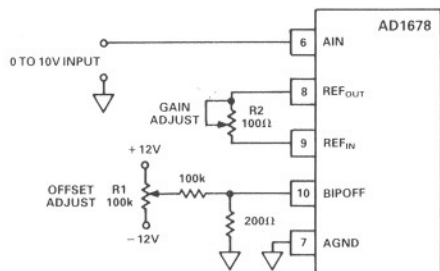 AD1678
6 AIN
0 TO 10V INPUT
8 REFOUT
GAIN ADJUST
R2
100Ω
9 REFIN
+12V
OFFSET ADJUST
R1
100k
100k
10 BIPOFF
200Ω
−12V
7 AGND